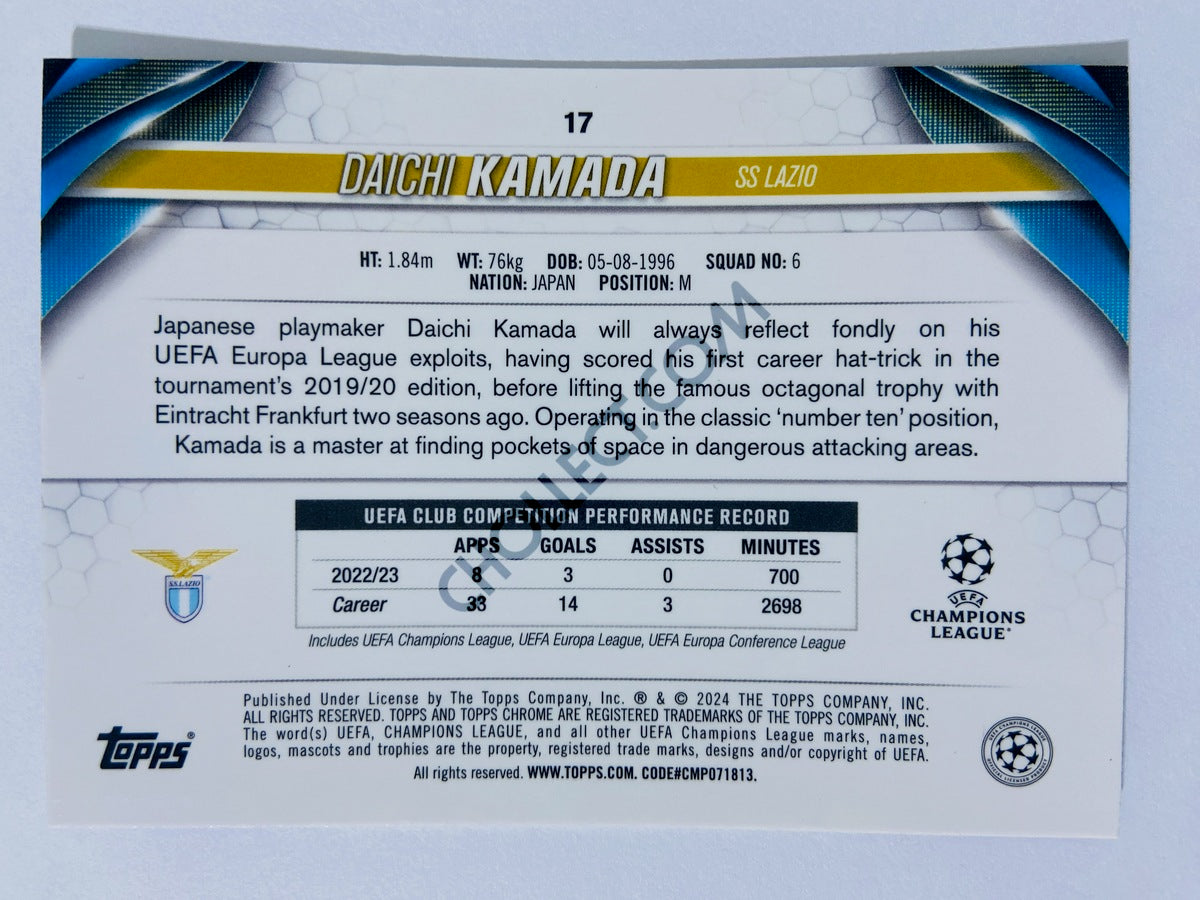 17
DAICHI KAMADA SS LAZIO
HT: 1.84m WT: 76kg DOB: 05-08-1996 SQUAD NO: 6
NATION: JAPAN POSITION: M
Japanese playmaker Daichi Kamada will always reflect fondly on his
UEFA Europa League exploits, having scored his first career hat-trick in the
tournament's 2019/20 edition, before lifting the famous octagonal trophy with
Eintracht Frankfurt two seasons ago. Operating in the classic 'number ten' position,
Kamada is a master at finding pockets of space in dangerous attacking areas.
CHOLLECT.COM
UEFA CLUB COMPETITION PERFORMANCE RECORD
APPS GOALS ASSISTS MINUTES
2022/23 8 3 0 700
Career 33 14 3 2698
Includes UEFA Champions League, UEFA Europa League, UEFA Europa Conference League
S.S.LAZIO
UEFA
CHAMPIONS
LEAGUE®
Published Under License by The Topps Company, Inc. ® & © 2024 THE TOPPS COMPANY, INC.
ALL RIGHTS RESERVED. TOPPS AND TOPPS CHROME ARE REGISTERED TRADEMARKS OF THE TOPPS COMPANY, INC.
The word(s) UEFA, CHAMPIONS LEAGUE, and all other UEFA Champions League marks, names,
logos, mascots and trophies are the property, registered trade marks, designs and/or copyright of UEFA.
All rights reserved. WWW.TOPPS.COM. CODE#CMP071813.
Topps®
UEFA CHAMPIONS LEAGUE
OFFICIAL LICENSED PRODUCT